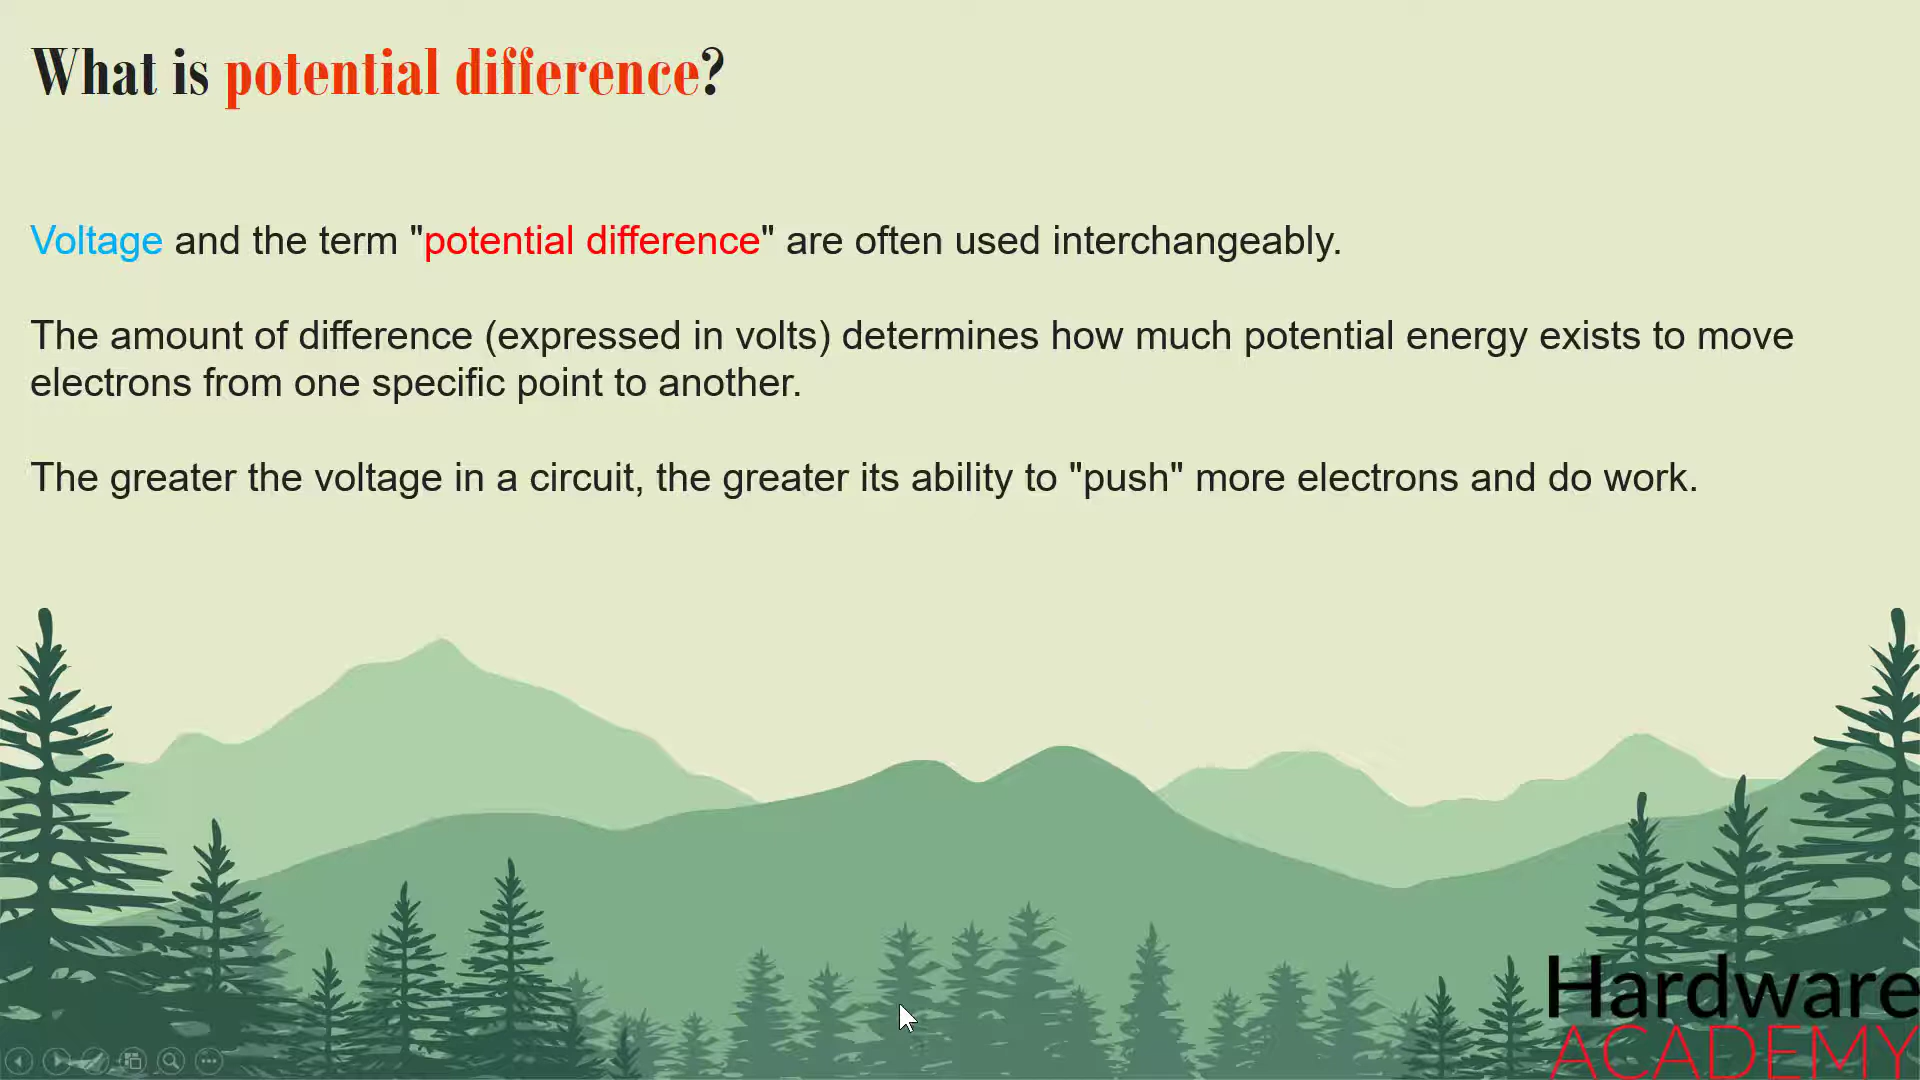 What is potential difference?
Voltage and the term "potential difference" are often used interchangeably.
The amount of difference (expressed in volts) determines how much potential energy exists to move
electrons from one specific point to another.
The greater the voltage in a circuit, the greater its ability to "push" more electrons and do work.
Hardware
ACADEMY